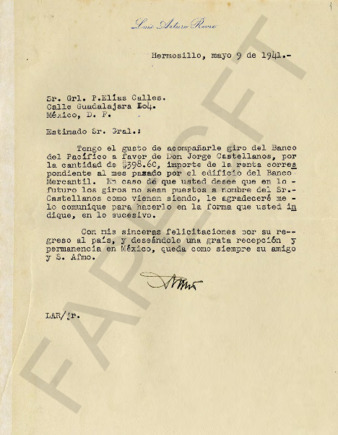 Luis Arturo Romo
Hermosillo, mayo 9 de 1941.-
Sr. Grl. P.Elías Calles.
Calle Guadalajara 104.
México, D. F.
Estimado Sr. Gral.:
Tengo el gusto de acompañarle giro del Banco
del Pacífico a favor de Don Jorge Castellanos, por
la cantidad de $398.60, importe de la renta corres
pondiente al mes pasado por el edificio del Banco
Mercantil. En caso de que usted desee que en lo-
futuro los giros no sean puestos a nombre del Sr.-
Castellanos como vienen siendo, le agradeceré me-
lo comunique para hacerlo en la forma que usted in
dique, en lo sucesivo.
Con mis sinceras felicitaciones por su re-
greso al país, y deseándole una grata recepción y
permanencia en México, queda como siempre su amigo
y S. Afmo.
LAR/jr.
FAPECFT